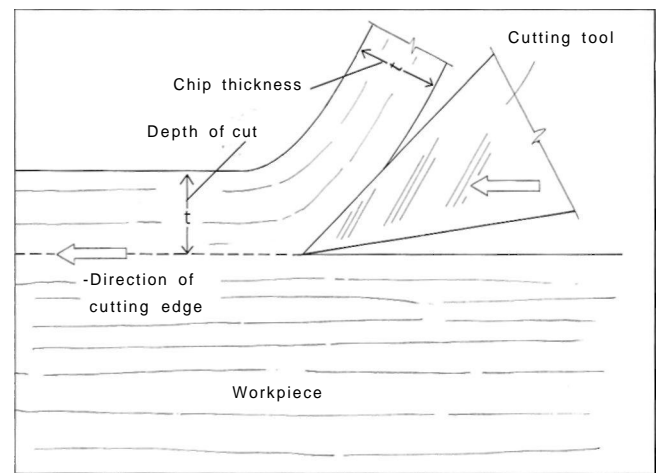 Cutting tool
Chip thickness
t
Depth of cut
t
-Direction of
cutting edge
Workpiece